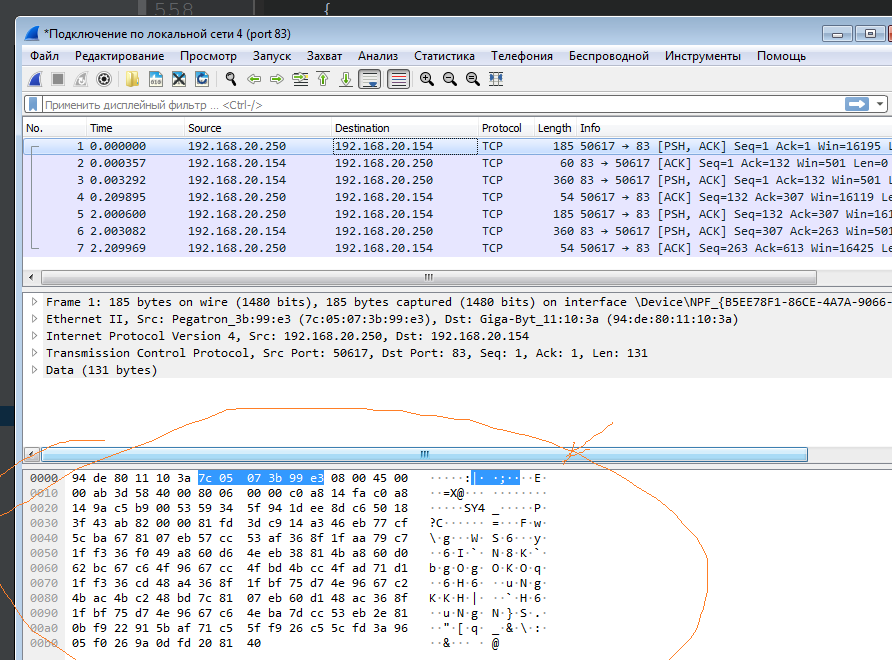 558 {
*Подключение по локальной сети 4 (port 83)
Файл Редактирование Просмотр Запуск Захват Анализ Статистика Телефония Беспроводной Инструменты Помощь
Применить дисплейный фильтр ... <Ctrl-/>
No. Time Source Destination Protocol Length Info
1 0.000000 192.168.20.250 192.168.20.154 TCP 185 50617 → 83 [PSH, ACK] Seq=1 Ack=1 Win=16195 L
2 0.000357 192.168.20.154 192.168.20.250 TCP 60 83 → 50617 [ACK] Seq=1 Ack=132 Win=501 Len=0
3 0.003292 192.168.20.154 192.168.20.250 TCP 360 83 → 50617 [PSH, ACK] Seq=1 Ack=132 Win=501 L
4 0.209895 192.168.20.250 192.168.20.154 TCP 54 50617 → 83 [ACK] Seq=132 Ack=307 Win=16119 Le
5 2.000600 192.168.20.250 192.168.20.154 TCP 185 50617 → 83 [PSH, ACK] Seq=132 Ack=307 Win=161
6 2.003082 192.168.20.154 192.168.20.250 TCP 360 83 → 50617 [PSH, ACK] Seq=307 Ack=263 Win=501
7 2.209969 192.168.20.250 192.168.20.154 TCP 54 50617 → 83 [ACK] Seq=263 Ack=613 Win=16425 Le
Frame 1: 185 bytes on wire (1480 bits), 185 bytes captured (1480 bits) on interface \Device\NPF_{B5EE78F1-86CE-4A7A-9066-
Ethernet II, Src: Pegatron_3b:99:e3 (7c:05:07:3b:99:e3), Dst: Giga-Byt_11:10:3a (94:de:80:11:10:3a)
Internet Protocol Version 4, Src: 192.168.20.250, Dst: 192.168.20.154
Transmission Control Protocol, Src Port: 50617, Dst Port: 83, Seq: 1, Ack: 1, Len: 131
Data (131 bytes)
0000 94 de 80 11 10 3a 7c 05 07 3b 99 e3 08 00 45 00 ·····:|· ·;····E·
0010 00 ab 3d 58 40 00 80 06 00 00 c0 a8 14 fa c0 a8 ··=X@··· ········
0020 14 9a c5 b9 00 53 59 34 5f 94 1d ee 8d c6 50 18 ·····SY4 _·····P·
0030 3f 43 ab 82 00 00 81 fd 3d c9 14 a3 46 eb 77 cf ?C······ =···F·w·
0040 5c ba 67 81 07 eb 57 cc 53 af 36 8f 1f aa 79 c7 \·g···W· S·6···y·
0050 1f f3 36 f0 49 a8 60 d6 4e eb 38 81 4b a8 60 d0 ··6·I·`· N·8·K·`·
0060 62 bc 67 c6 4f 96 67 cc 4f bd 4b cc 4f ad 71 d1 b·g·O·g· O·K·O·q·
0070 1f f3 36 cd 48 a4 36 8f 1f bf 75 d7 4e 96 67 c2 ··6·H·6· ··u·N·g·
0080 4b ac 4b c2 48 bd 7c 81 07 eb 60 d1 48 ac 36 8f K·K·H·|· ··`·H·6·
0090 1f bf 75 d7 4e 96 67 c6 4e ba 7d cc 53 eb 2e 81 ··u·N·g· N·}·S·.·
00a0 0b f9 22 91 5b af 71 c5 5f f9 26 c5 5c fd 3a 96 ··"·[·q· _·&·\·:·
00b0 05 f0 26 9a 0d fd 20 81 40 ··&··· · @